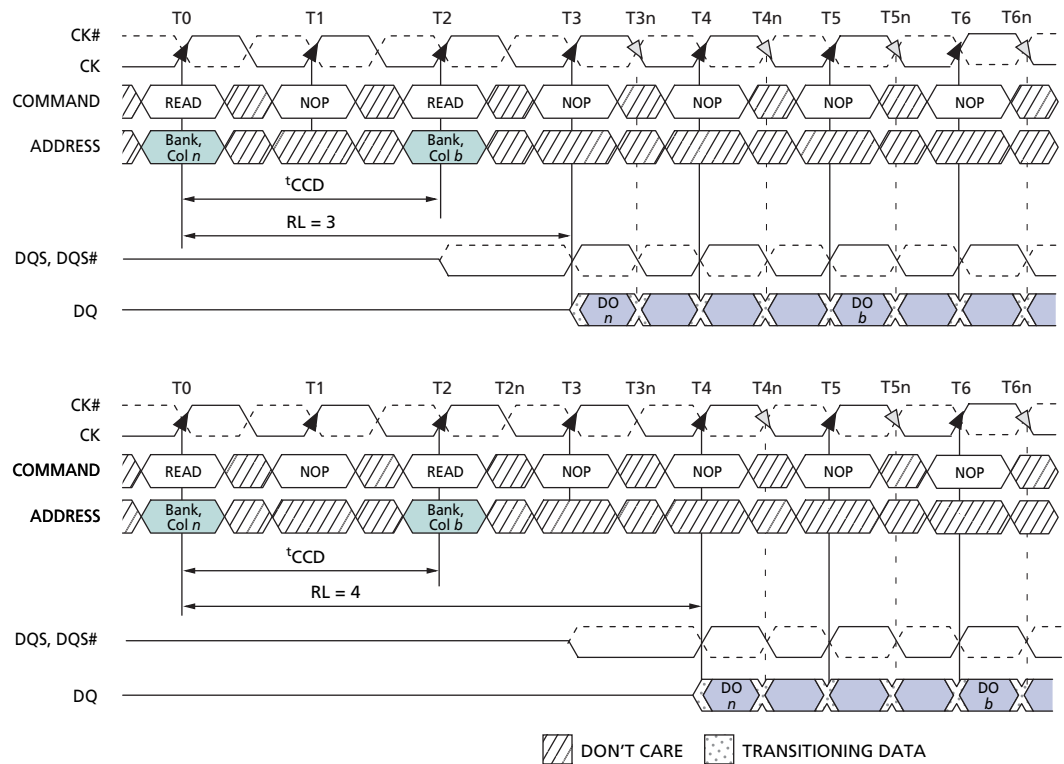 T0 T1 T2 T3 T3n T4 T4n T5 T5n T6 T6n
CK#
CK
COMMAND READ NOP READ NOP NOP NOP NOP
ADDRESS Bank, Col n Bank, Col b
tCCD
RL = 3
DQS, DQS#
DQ DO n DO b
T0 T1 T2 T2n T3 T3n T4 T4n T5 T5n T6 T6n
CK#
CK
COMMAND READ NOP READ NOP NOP NOP NOP
ADDRESS Bank, Col n Bank, Col b
tCCD
RL = 4
DQS, DQS#
DQ DO n DO b
DON'T CARE TRANSITIONING DATA